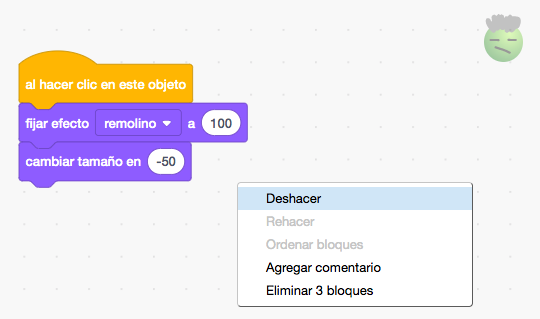 al hacer clic en este objeto
fijar efecto remolino a 100
cambiar tamaño en -50
Deshacer
Rehacer
Ordenar bloques
Agregar comentario
Eliminar 3 bloques